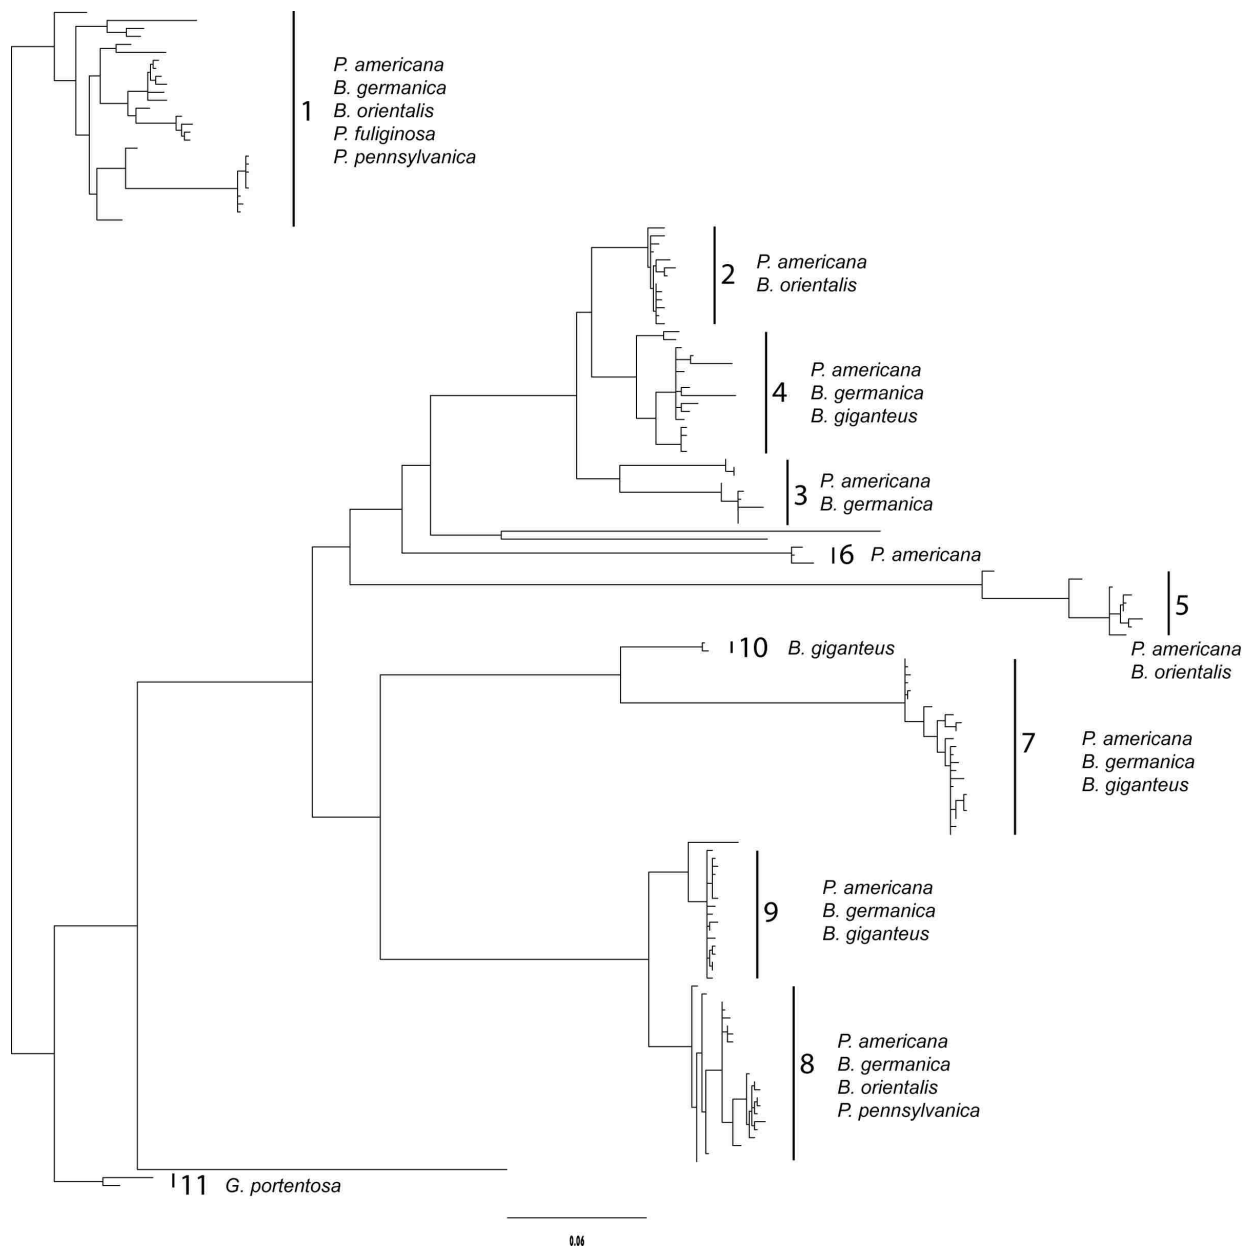 1
P. americana
B. germanica
B. orientalis
P. fuliginosa
P. pennsylvanica
2
P. americana
B. orientalis
4
P. americana
B. germanica
B. giganteus
3
P. americana
B. germanica
6 P. americana
5
P. americana
B. orientalis
10 B. giganteus
7
P. americana
B. germanica
B. giganteus
9
P. americana
B. germanica
B. giganteus
8
P. americana
B. germanica
B. orientalis
P. pennsylvanica
11 G. portentosa
0.06